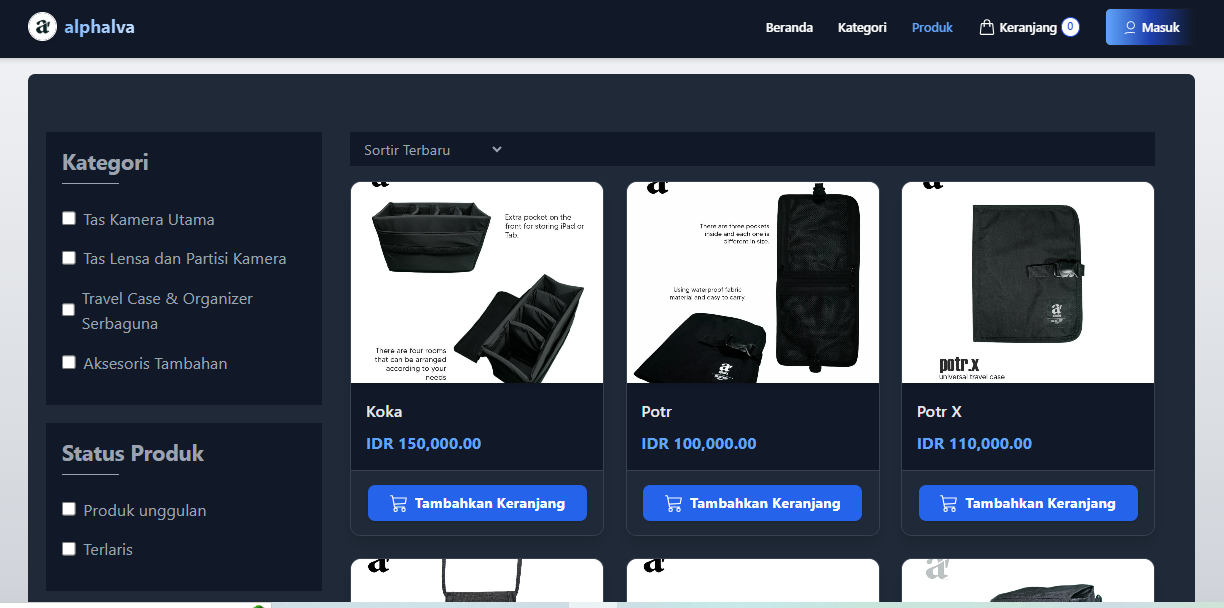 alphalva
Beranda
Kategori
Produk
Keranjang 0
Masuk
Kategori
Tas Kamera Utama
Tas Lensa dan Partisi Kamera
Travel Case & Organizer
Serbaguna
Aksesoris Tambahan
Status Produk
Produk unggulan
Terlaris
Sortir Terbaru
Extra pocket on the
front for storing iPad or
Tab.
There are four rooms
that can be arranged
according to your
needs
Koka
IDR 150,000.00
Tambahkan Keranjang
There are three pockets
inside and each one is
different in size.
Using waterproof fabric
material and easy to carry.
Potr
IDR 100,000.00
Tambahkan Keranjang
potr.x
universal travel case
Potr X
IDR 110,000.00
Tambahkan Keranjang